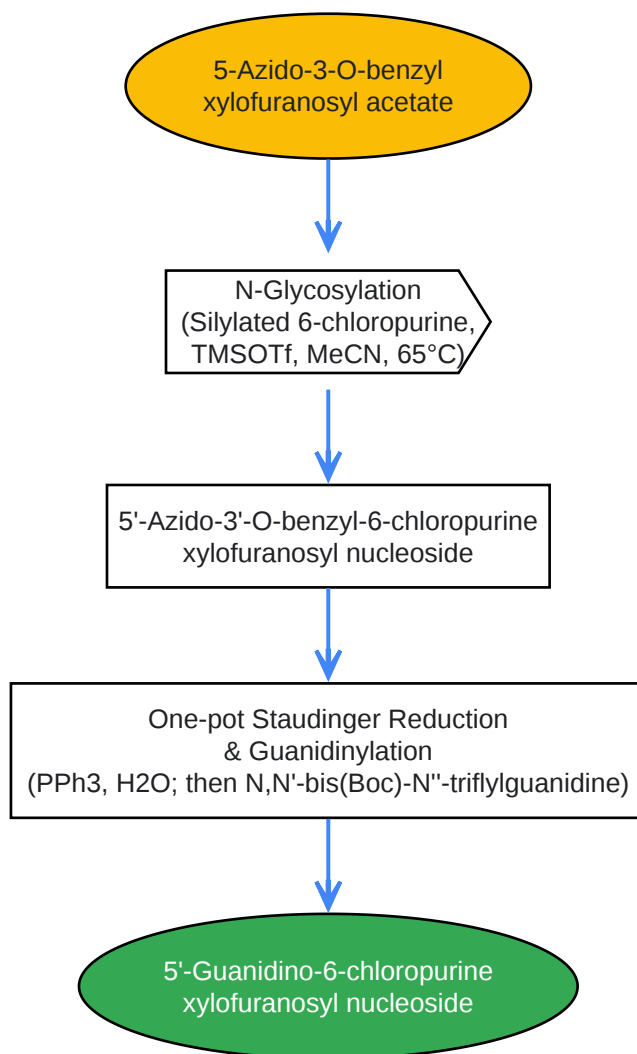 5-Azido-3-O-benzyl
xylofuranosyl acetate
N-Glycosylation
(Silylated 6-chloropurine,
TMSOTf, MeCN, 65°C)
5'-Azido-3'-O-benzyl-6-chloropurine
xylofuranosyl nucleoside
One-pot Staudinger Reduction
& Guanidinylation
(PPh3, H2O; then N,N'-bis(Boc)-N''-triflylguanidine)
5'-Guanidino-6-chloropurine
xylofuranosyl nucleoside